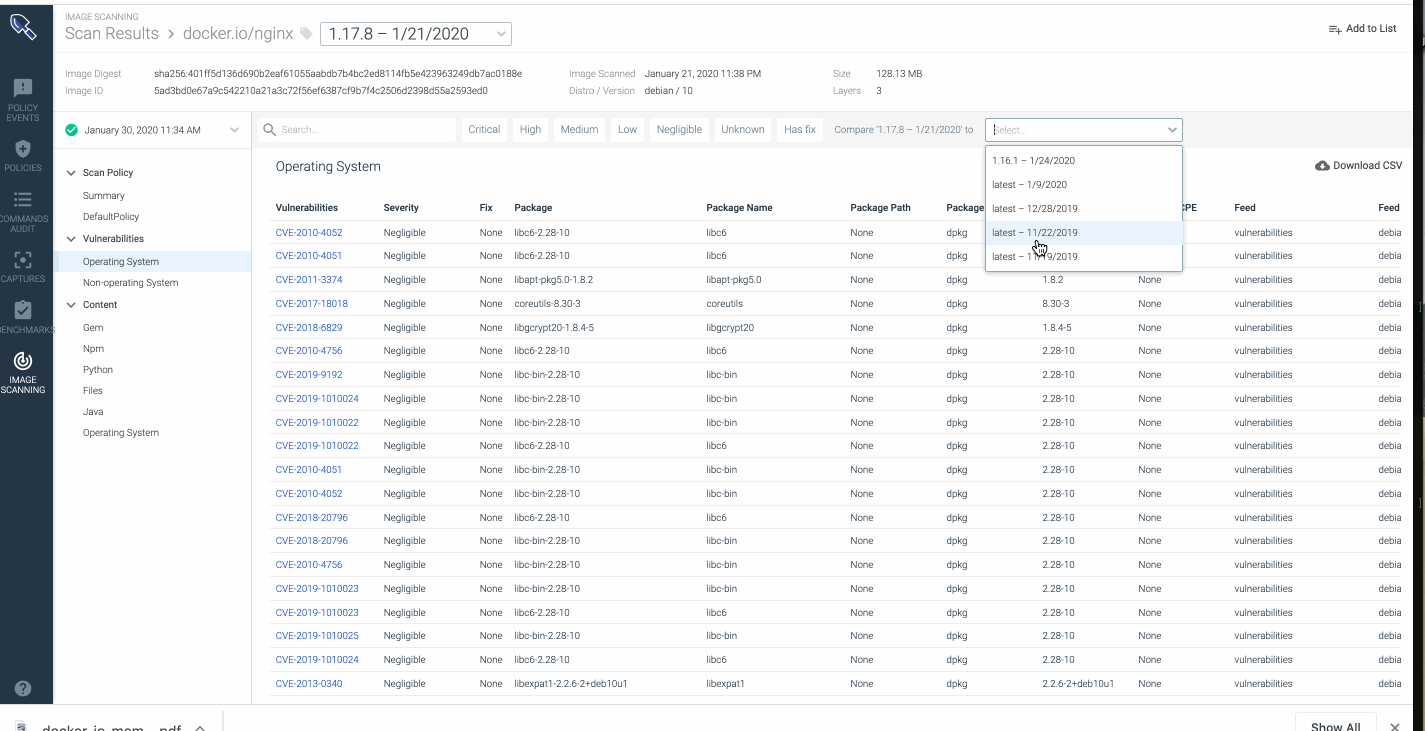 IMAGE SCANNING
Scan Results > docker.io/nginx 1.17.8 – 1/21/2020
Add to List
Image Digest sha256:401ff5d136d690b2eaf61055aabdb7b4bc2ed8114fb5e423963249db7ac0188e Image Scanned January 21, 2020 11:38 PM Size 128.13 MB
Image ID 5ad3bd0e67a9c542210a21a3c72f56ef6387cf9b7f4c2506d2398d55a2593ed0 Distro / Version debian / 10 Layers 3
POLICY
EVENTS
POLICIES
COMMANDS
AUDIT
CAPTURES
BENCHMARKS
IMAGE
SCANNING
January 30, 2020 11:34 AM
Scan Policy
Summary
DefaultPolicy
Vulnerabilities
Operating System
Non-operating System
Content
Gem
Npm
Python
Files
Java
Operating System
Search... Critical High Medium Low Negligible Unknown Has fix Compare '1.17.8 – 1/21/2020' to Select...
1.16.1 – 1/24/2020
latest – 1/9/2020
latest – 12/28/2019
latest – 11/22/2019
latest – 11/19/2019
Operating System
Download CSV
Vulnerabilities Severity Fix Package Package Name Package Path Package CPE Feed Feed
CVE-2010-4052 Negligible None libc6-2.28-10 libc6 None dpkg vulnerabilities debia
CVE-2010-4051 Negligible None libc6-2.28-10 libc6 None dpkg vulnerabilities debia
CVE-2011-3374 Negligible None libapt-pkg5.0-1.8.2 libapt-pkg5.0 None dpkg 1.8.2 None vulnerabilities debia
CVE-2017-18018 Negligible None coreutils-8.30-3 coreutils None dpkg 8.30-3 None vulnerabilities debia
CVE-2018-6829 Negligible None libgcrypt20-1.8.4-5 libgcrypt20 None dpkg 1.8.4-5 None vulnerabilities debia
CVE-2010-4756 Negligible None libc6-2.28-10 libc6 None dpkg 2.28-10 None vulnerabilities debia
CVE-2019-9192 Negligible None libc-bin-2.28-10 libc-bin None dpkg 2.28-10 None vulnerabilities debia
CVE-2019-1010024 Negligible None libc-bin-2.28-10 libc-bin None dpkg 2.28-10 None vulnerabilities debia
CVE-2019-1010022 Negligible None libc-bin-2.28-10 libc-bin None dpkg 2.28-10 None vulnerabilities debia
CVE-2019-1010022 Negligible None libc6-2.28-10 libc6 None dpkg 2.28-10 None vulnerabilities debia
CVE-2010-4051 Negligible None libc-bin-2.28-10 libc-bin None dpkg 2.28-10 None vulnerabilities debia
CVE-2010-4052 Negligible None libc-bin-2.28-10 libc-bin None dpkg 2.28-10 None vulnerabilities debia
CVE-2018-20796 Negligible None libc6-2.28-10 libc6 None dpkg 2.28-10 None vulnerabilities debia
CVE-2018-20796 Negligible None libc-bin-2.28-10 libc-bin None dpkg 2.28-10 None vulnerabilities debia
CVE-2010-4756 Negligible None libc-bin-2.28-10 libc-bin None dpkg 2.28-10 None vulnerabilities debia
CVE-2019-1010023 Negligible None libc-bin-2.28-10 libc-bin None dpkg 2.28-10 None vulnerabilities debia
CVE-2019-1010023 Negligible None libc6-2.28-10 libc6 None dpkg 2.28-10 None vulnerabilities debia
CVE-2019-1010025 Negligible None libc-bin-2.28-10 libc-bin None dpkg 2.28-10 None vulnerabilities debia
CVE-2019-1010024 Negligible None libc6-2.28-10 libc6 None dpkg 2.28-10 None vulnerabilities debia
CVE-2013-0340 Negligible None libexpat1-2.2.6-2+deb10u1 libexpat1 None dpkg 2.2.6-2+deb10u1 None vulnerabilities debia
Show All